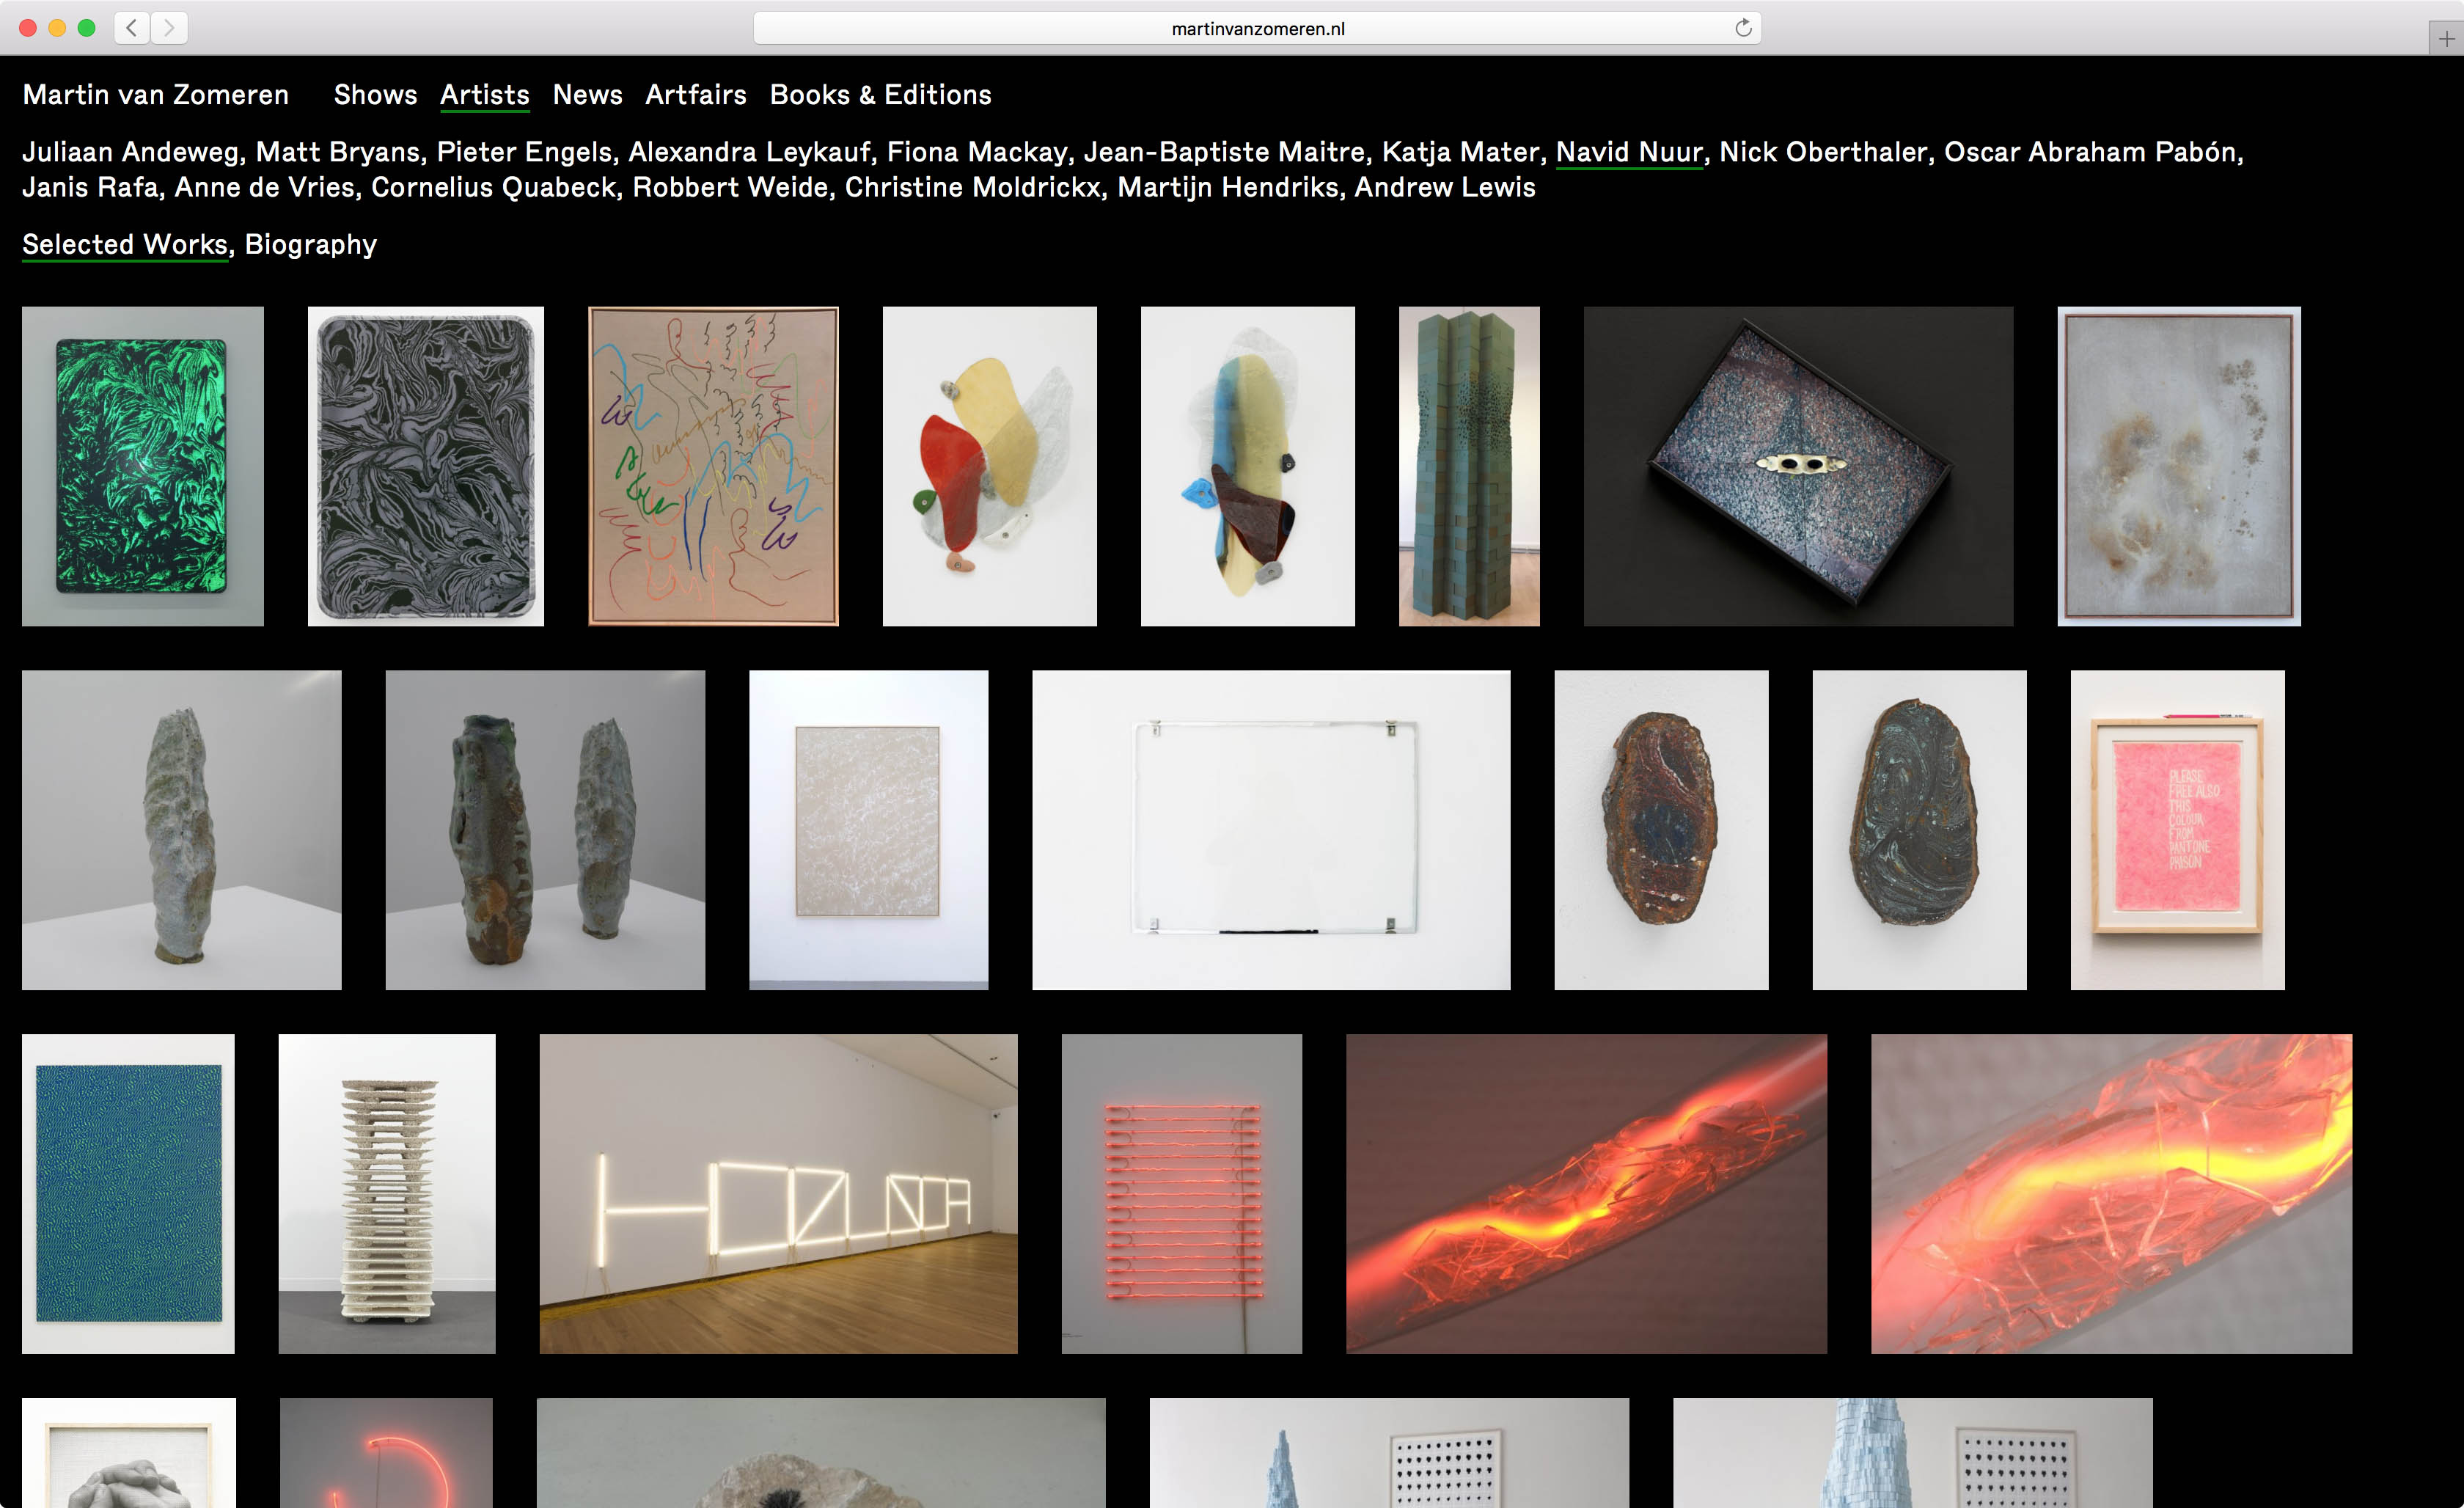 martinvanzomeren.nl
Martin van Zomeren Shows Artists News Artfairs Books & Editions
Juliaan Andeweg, Matt Bryans, Pieter Engels, Alexandra Leykauf, Fiona Mackay, Jean-Baptiste Maitre, Katja Mater, Navid Nuur, Nick Oberthaler, Oscar Abraham Pabón,
Janis Rafa, Anne de Vries, Cornelius Quabeck, Robbert Weide, Christine Moldrickx, Martijn Hendriks, Andrew Lewis
Selected Works, Biography
PLEASE
FREE ALSO
THIS
COLOUR
FROM
PANTONE
PRISON